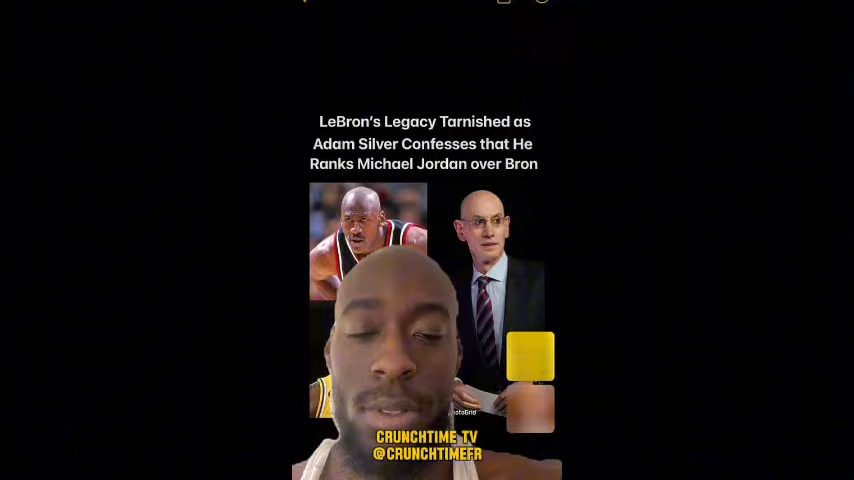 LeBron's Legacy Tarnished as
Adam Silver Confesses that He
Ranks Michael Jordan over Bron
CRUNCHTIME TV
@CRUNCHTIMEFR